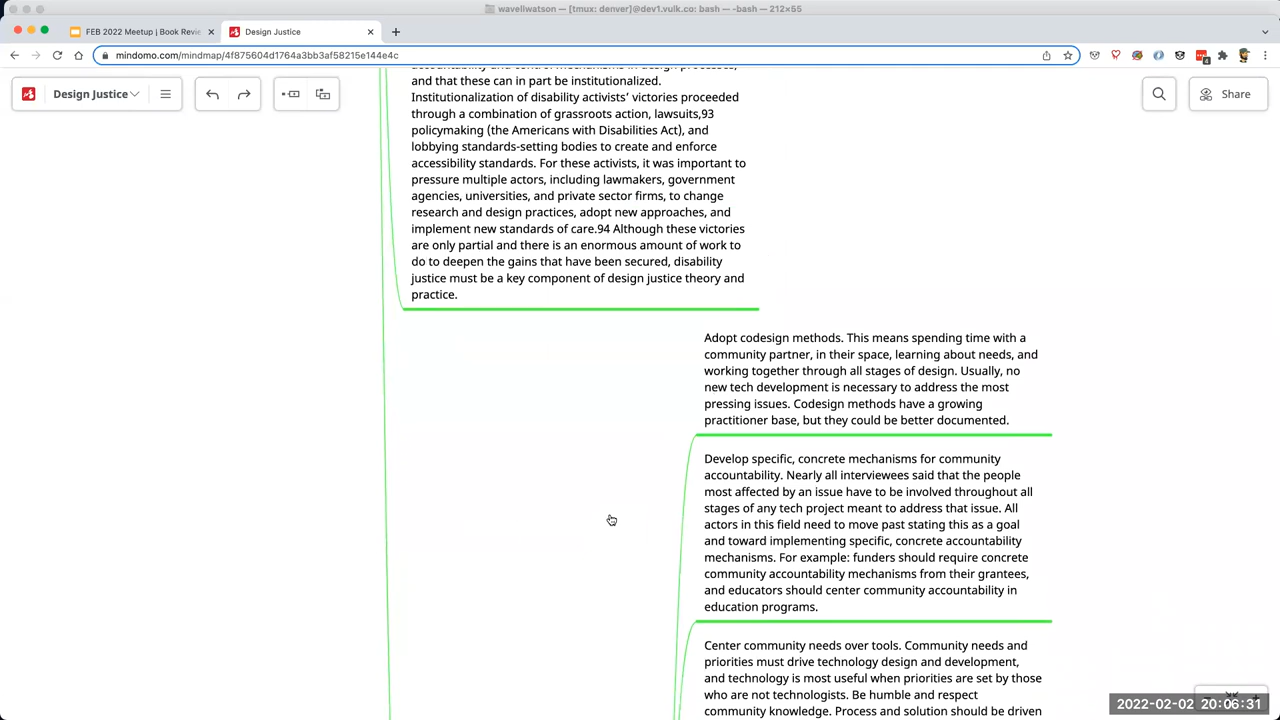 wavellwatson — [tmux: denver]@dev1.vulk.co: bash — -bash — 212×55
FEB 2022 Meetup | Book Revie
Design Justice
mindomo.com/mindmap/4f875604d1764a3bb3af58215e144e4c
Design Justice
Share
accountability and control mechanisms in design processes,
and that these can in part be institutionalized.
Institutionalization of disability activists’ victories proceeded
through a combination of grassroots action, lawsuits,93
policymaking (the Americans with Disabilities Act), and
lobbying standards-setting bodies to create and enforce
accessibility standards. For these activists, it was important to
pressure multiple actors, including lawmakers, government
agencies, universities, and private sector firms, to change
research and design practices, adopt new approaches, and
implement new standards of care.94 Although these victories
are only partial and there is an enormous amount of work to
do to deepen the gains that have been secured, disability
justice must be a key component of design justice theory and
practice.
Adopt codesign methods. This means spending time with a
community partner, in their space, learning about needs, and
working together through all stages of design. Usually, no
new tech development is necessary to address the most
pressing issues. Codesign methods have a growing
practitioner base, but they could be better documented.
Develop specific, concrete mechanisms for community
accountability. Nearly all interviewees said that the people
most affected by an issue have to be involved throughout all
stages of any tech project meant to address that issue. All
actors in this field need to move past stating this as a goal
and toward implementing specific, concrete accountability
mechanisms. For example: funders should require concrete
community accountability mechanisms from their grantees,
and educators should center community accountability in
education programs.
Center community needs over tools. Community needs and
priorities must drive technology design and development,
and technology is most useful when priorities are set by those
who are not technologists. Be humble and respect
community knowledge. Process and solution should be driven
2022-02-02 20:06:31